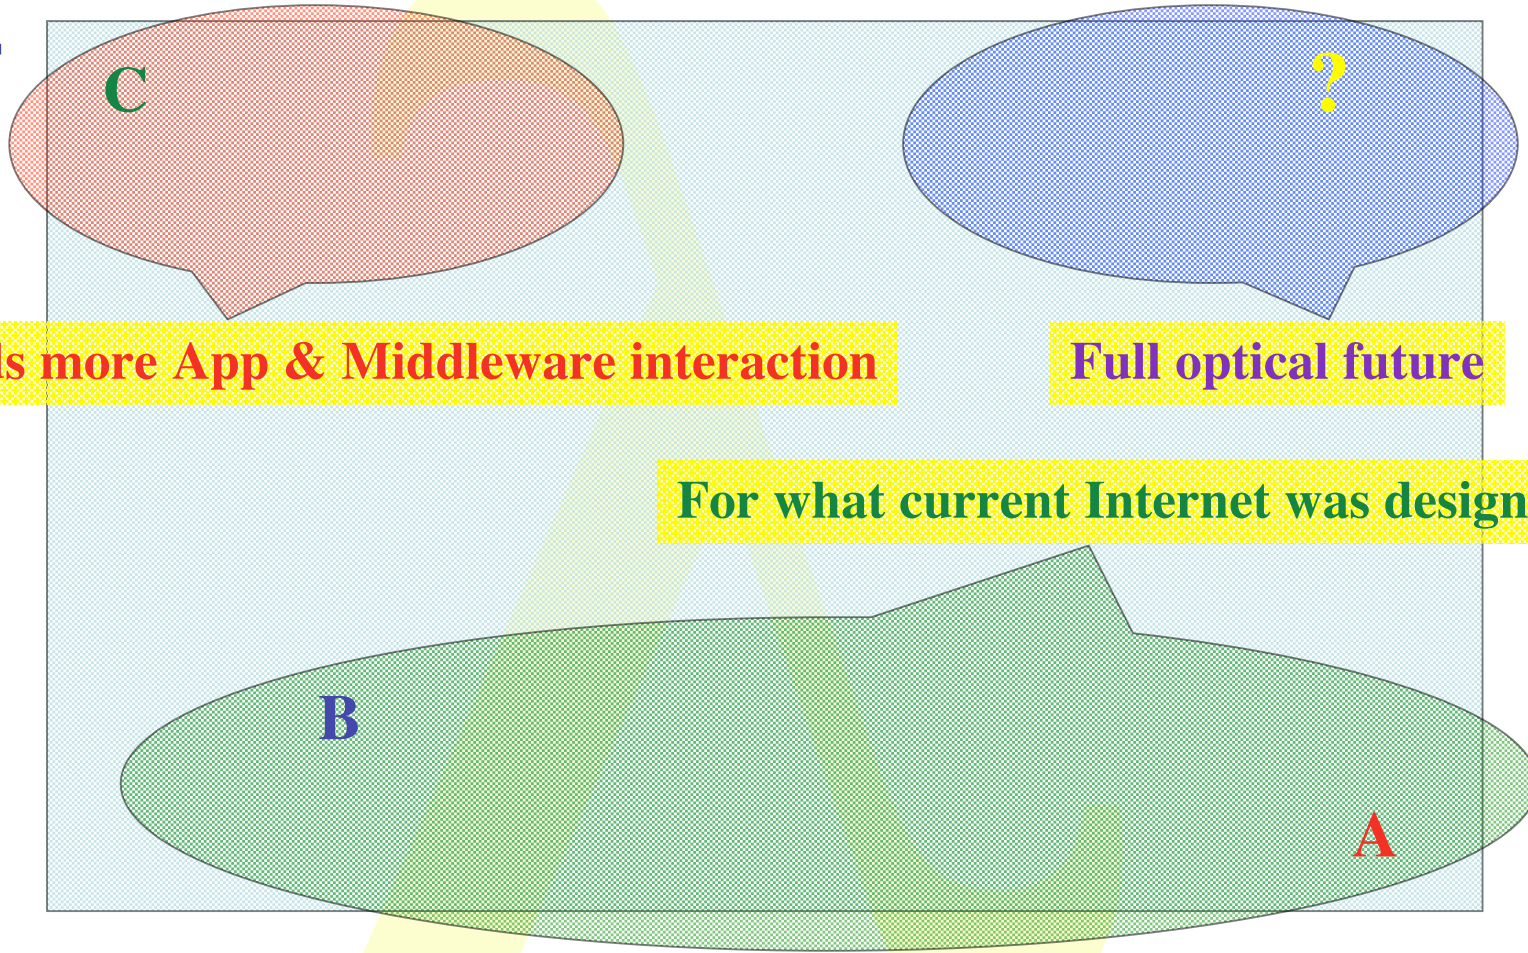 C
?
more App & Middleware interaction
Full optical future
For what current Internet was design
B
A